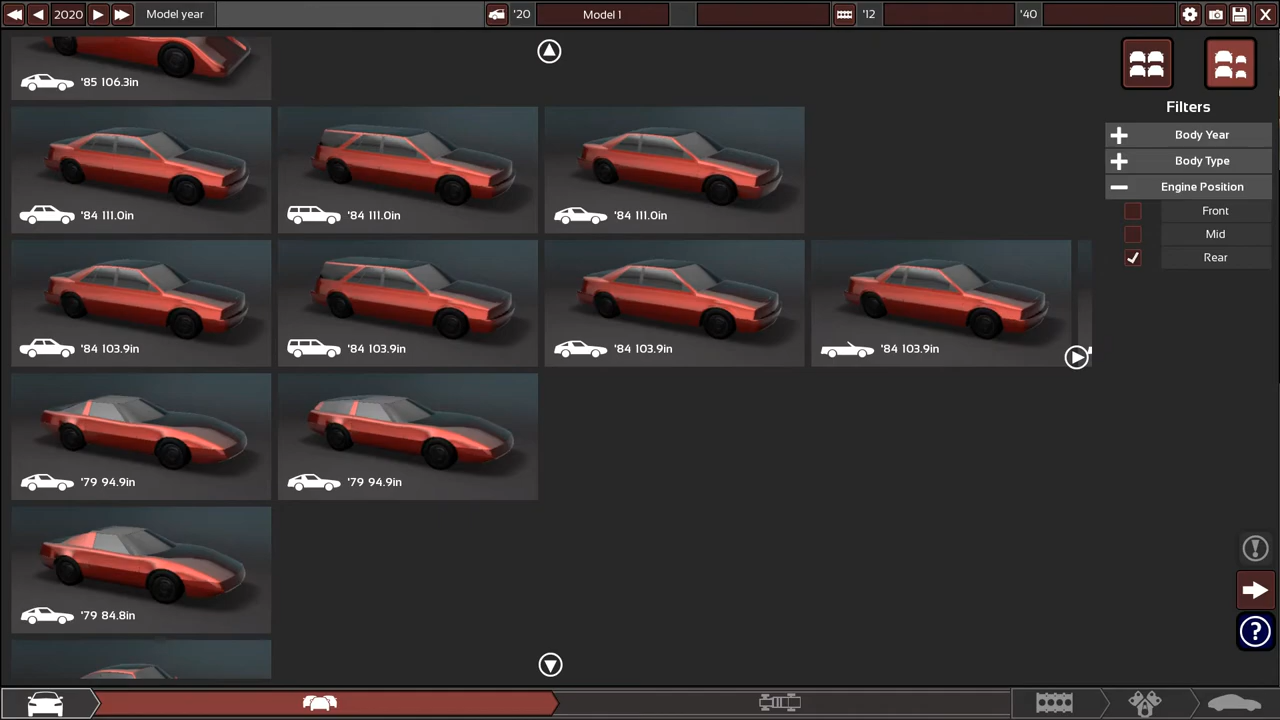 2020 Model year '20 Model 1 '12 '40
'85 106.3in
Filters
Body Year
Body Type
Engine Position
Front
Mid
Rear
'84 111.0in '84 111.0in '84 111.0in
'84 103.9in '84 103.9in '84 103.9in '84 103.9in
'79 94.9in '79 94.9in
'79 84.8in